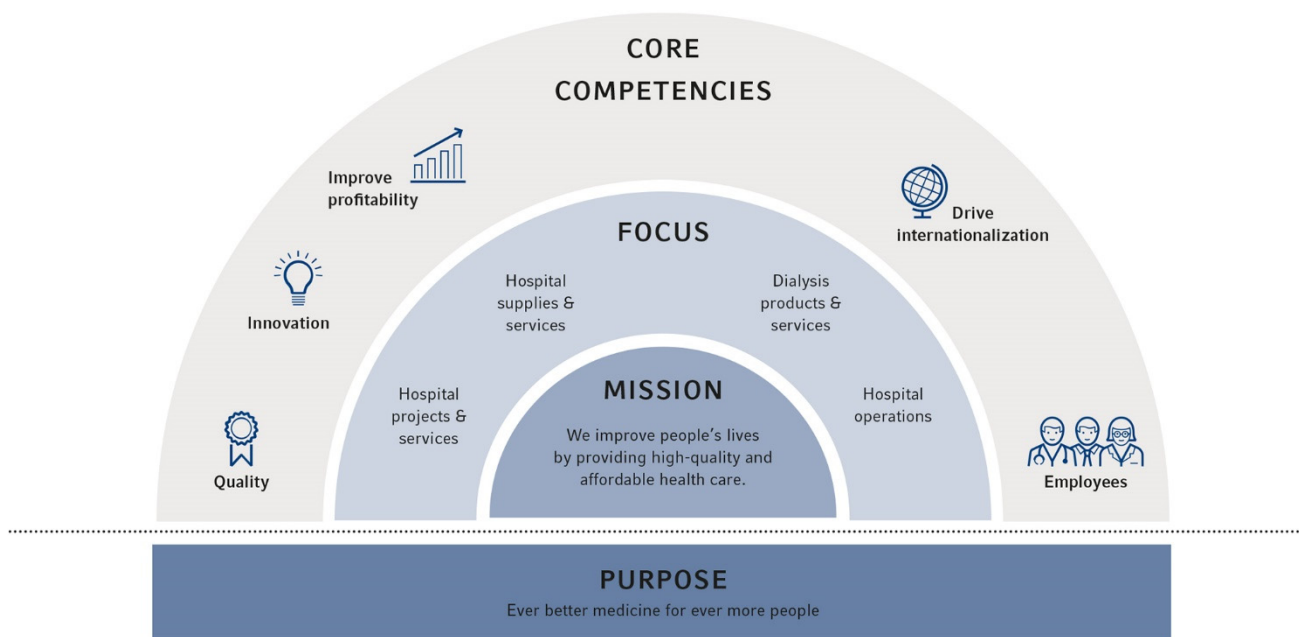 CORE
COMPETENCIES
Improve
profitability
Drive
internationalization
Innovation
Quality
Employees
FOCUS
Hospital
supplies &
services
Dialysis
products &
services
Hospital
projects &
services
Hospital
operations
MISSION
We improve people’s lives
by providing high-quality and
affordable health care.
PURPOSE
Ever better medicine for ever more people